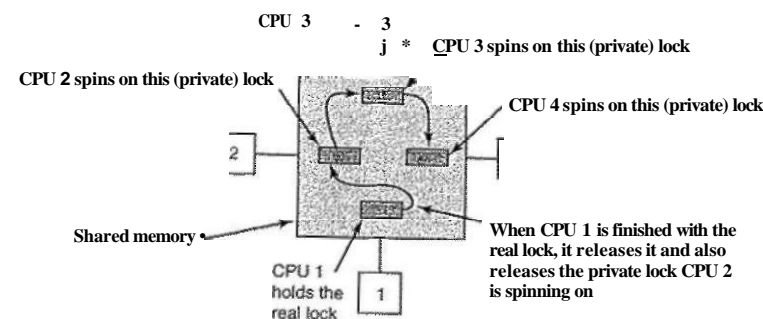 CPU 3 - 3
j * CPU 3 spins on this (private) lock
CPU 2 spins on this (private) lock
CPU 4 spins on this (private) lock
2
Shared memory •
When CPU 1 is finished with the
real lock, it releases it and also
releases the private lock CPU 2
is spinning on
CPU 1
holds the
real lock
1